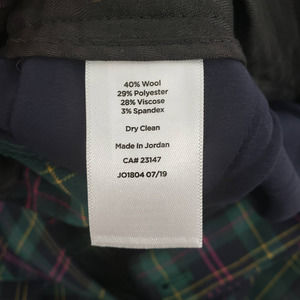 40% Wool
29% Polyester
28% Viscose
3% Spandex
Dry Clean
Made in Jordan
CA# 23147
JO1804 07/19